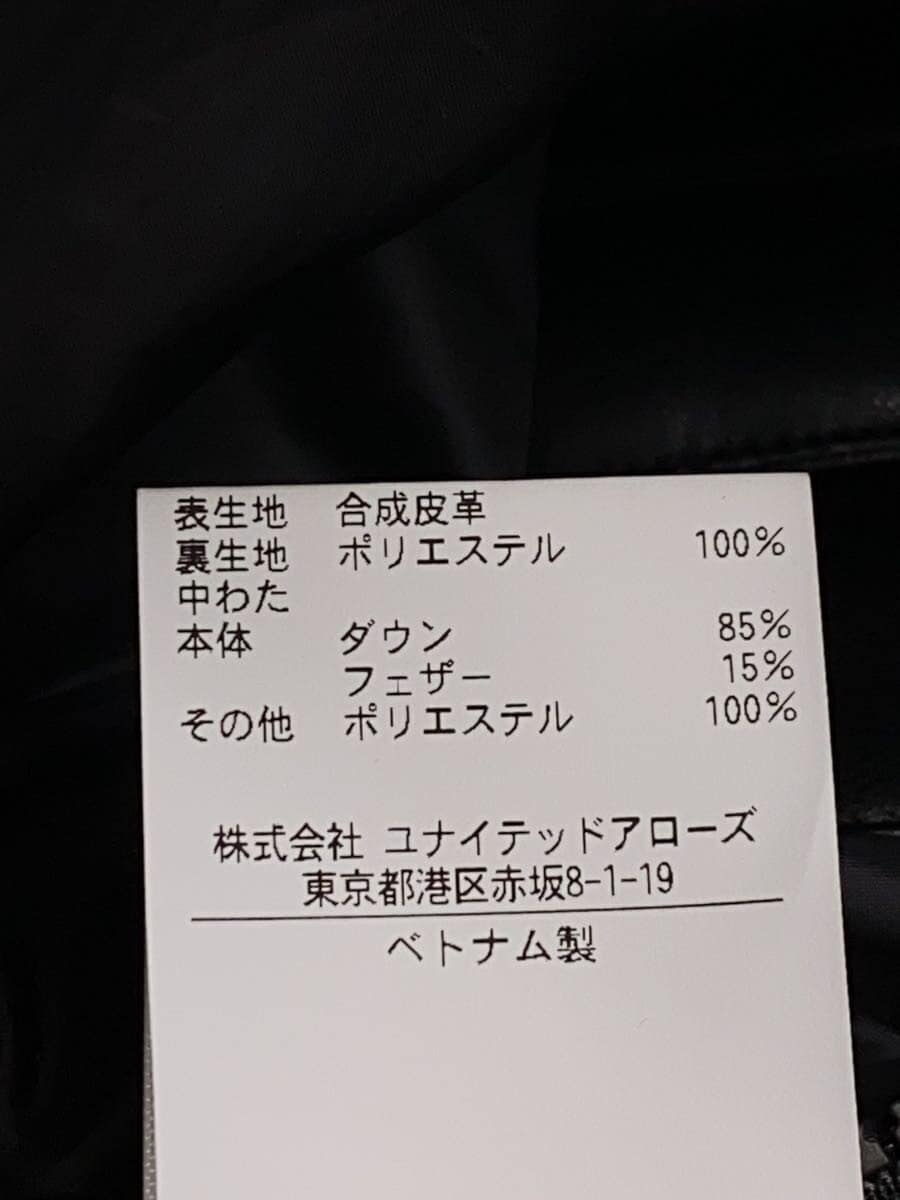 表生地 合成皮革
裏生地 ポリエステル 100%
中わた
本体 ダウン 85%
フェザー 15%
その他 ポリエステル 100%
株式会社 ユナイテッドアローズ
東京都港区赤坂8-1-19
ベトナム製